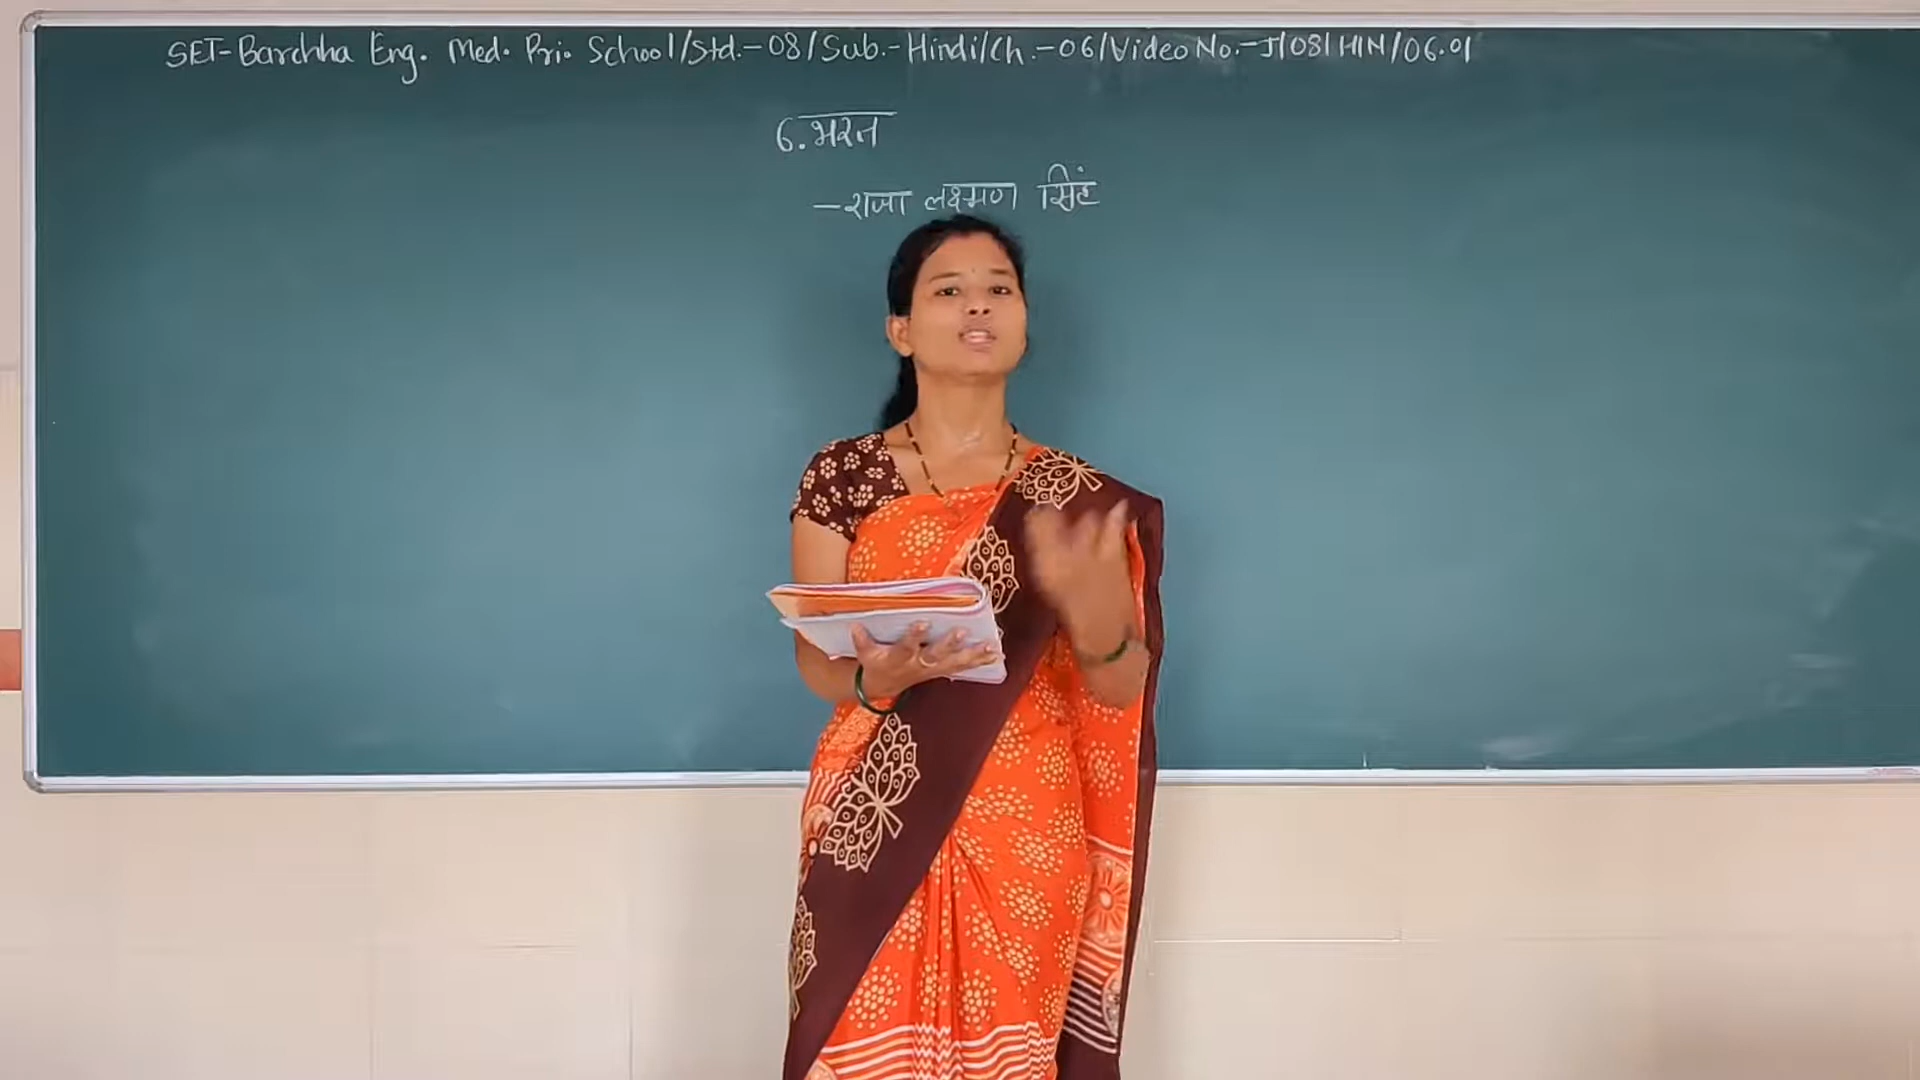 SET-Barchha Eng. Med. Pri. School/Std.-08/Sub.-Hindi/Ch.-06/Video No.-J/08/HIN/06.01
6. भरत
- राजा लक्ष्मण सिंह